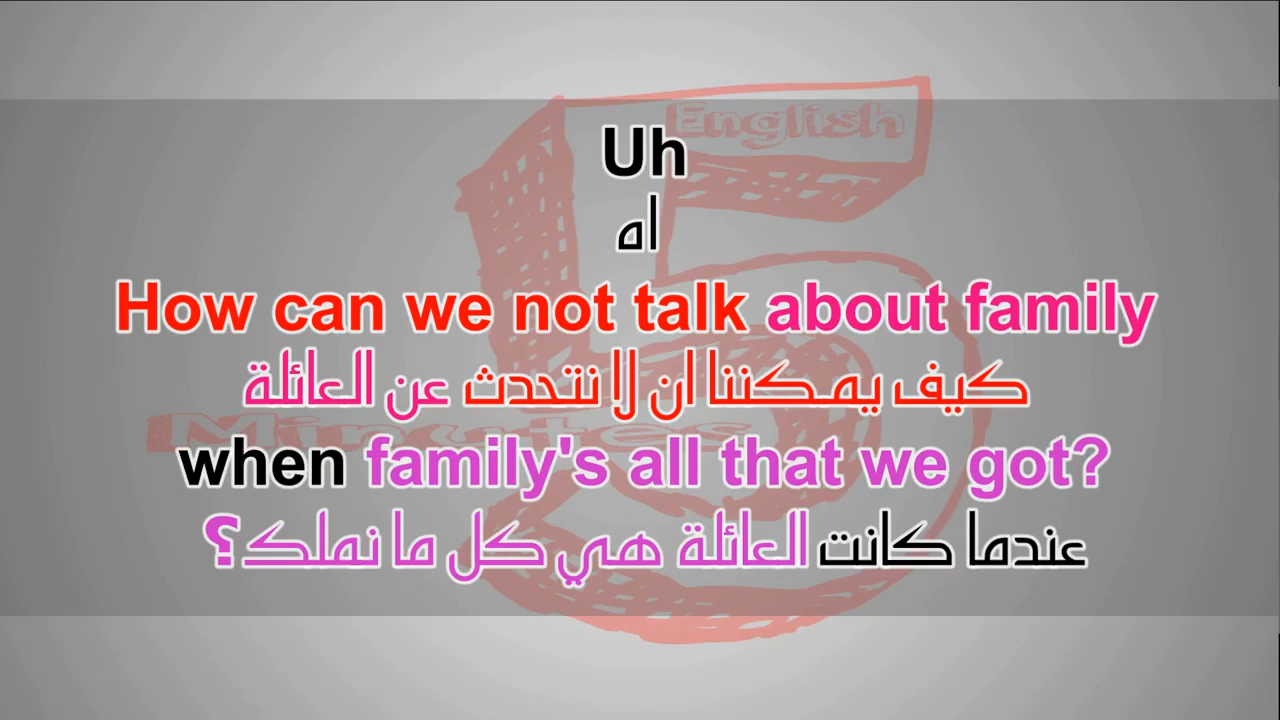 English
Uh
اه
How can we not talk about family
كيف يمكننا ان لا نتحدث عن العائلة
Minutes
when family's all that we got?
عندما كانت العائلة هي كل ما نملك؟